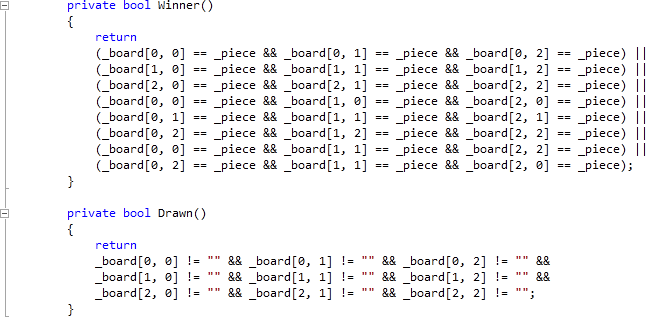 private bool Winner()
{
return
(_board[0, 0] == _piece && _board[0, 1] == _piece && _board[0, 2] == _piece) ||
(_board[1, 0] == _piece && _board[1, 1] == _piece && _board[1, 2] == _piece) ||
(_board[2, 0] == _piece && _board[2, 1] == _piece && _board[2, 2] == _piece) ||
(_board[0, 0] == _piece && _board[1, 0] == _piece && _board[2, 0] == _piece) ||
(_board[0, 1] == _piece && _board[1, 1] == _piece && _board[2, 1] == _piece) ||
(_board[0, 2] == _piece && _board[1, 2] == _piece && _board[2, 2] == _piece) ||
(_board[0, 0] == _piece && _board[1, 1] == _piece && _board[2, 2] == _piece) ||
(_board[0, 2] == _piece && _board[1, 1] == _piece && _board[2, 0] == _piece);
}
private bool Drawn()
{
return
_board[0, 0] != "" && _board[0, 1] != "" && _board[0, 2] != "" &&
_board[1, 0] != "" && _board[1, 1] != "" && _board[1, 2] != "" &&
_board[2, 0] != "" && _board[2, 1] != "" && _board[2, 2] != "";
}